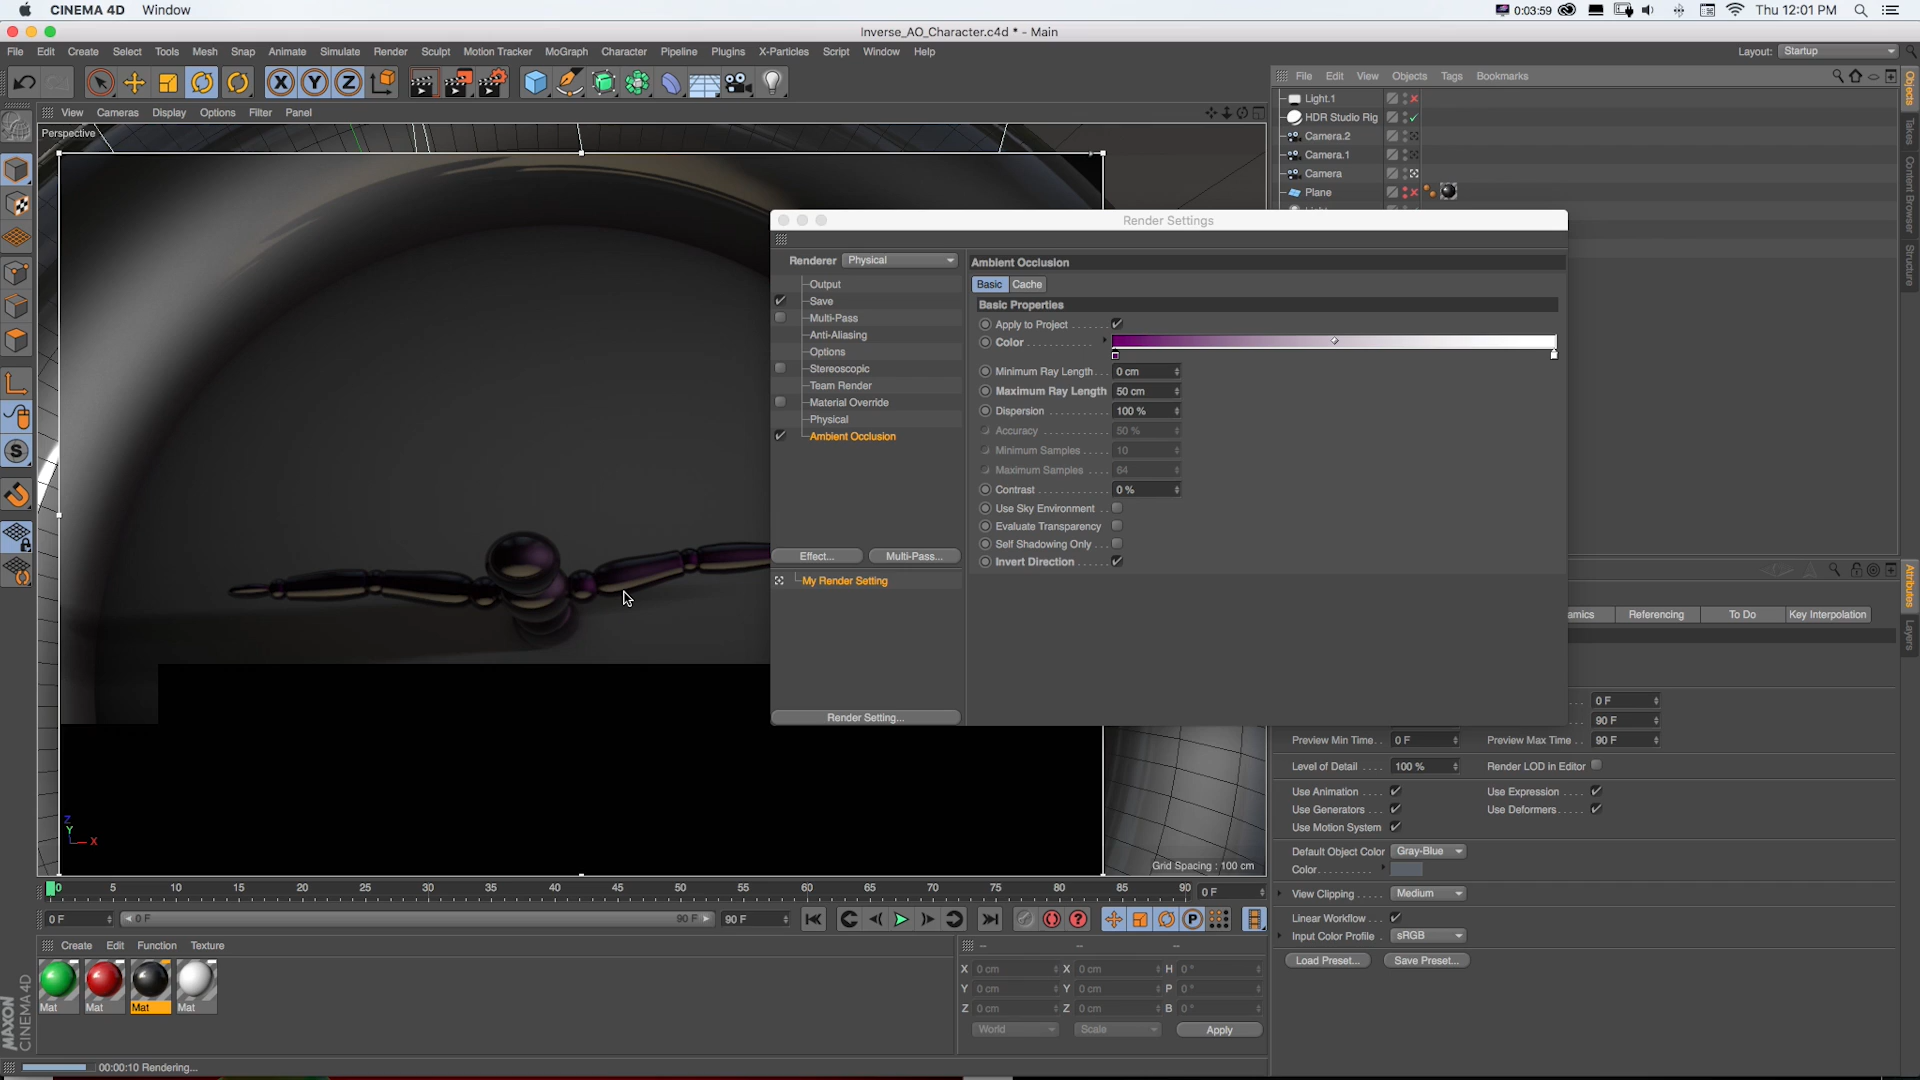 CINEMA 4D Window
0:03:59 Thu 12:01 PM
Inverse_AO_Character.c4d * - Main
File Edit Create Select Tools Mesh Snap Animate Simulate Render Sculpt Motion Tracker MoGraph Character Pipeline Plugins X-Particles Script Window Help
Layout: Startup
X Y Z
File Edit View Objects Tags Bookmarks
View Cameras Display Options Filter Panel
Perspective
Light.1
HDR Studio Rig
Camera.2
Camera.1
Camera
Plane
Objects
Takes
Content Browser
Structure
Render Settings
Renderer Physical
Output
Save
Multi-Pass
Anti-Aliasing
Options
Stereoscopic
Team Render
Material Override
Physical
Ambient Occlusion
Effect... Multi-Pass...
My Render Setting
Render Setting...
Ambient Occlusion
Basic Cache
Basic Properties
Apply to Project
Color
Minimum Ray Length 0 cm
Maximum Ray Length 50 cm
Dispersion 100 %
Accuracy 50 %
Minimum Samples 10
Maximum Samples 64
Contrast 0 %
Use Sky Environment
Evaluate Transparency
Self Shadowing Only
Invert Direction
Attributes
Layers
amics Referencing To Do Key Interpolation
0 F
90 F
Preview Min Time 0 F Preview Max Time 90 F
Level of Detail 100 % Render LOD in Editor
Use Animation Use Expression
Use Generators Use Deformers
Use Motion System
Default Object Color Gray-Blue
Color
View Clipping Medium
Linear Workflow
Input Color Profile sRGB
Load Preset... Save Preset...
Z
Y
X
Grid Spacing : 100 cm
0 5 10 15 20 25 30 35 40 45 50 55 60 65 70 75 80 85 90 0 F
0 F 0 F 90 F 90 F
P
Create Edit Function Texture
Mat Mat Mat Mat
-- -- --
X 0 cm X 0 cm H 0 °
Y 0 cm Y 0 cm P 0 °
Z 0 cm Z 0 cm B 0 °
World Scale Apply
MAXON
CINEMA 4D
00:00:10 Rendering...